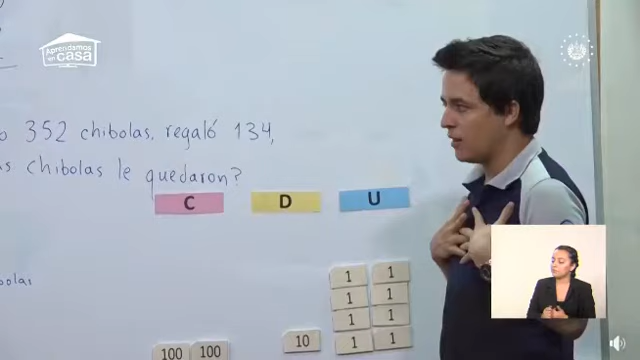 Aprendamos
en casa
352 chibolas, regaló 134,
chibolas le quedaron?
C D U
1 1
1 1
1 1
1 1
100 100 10